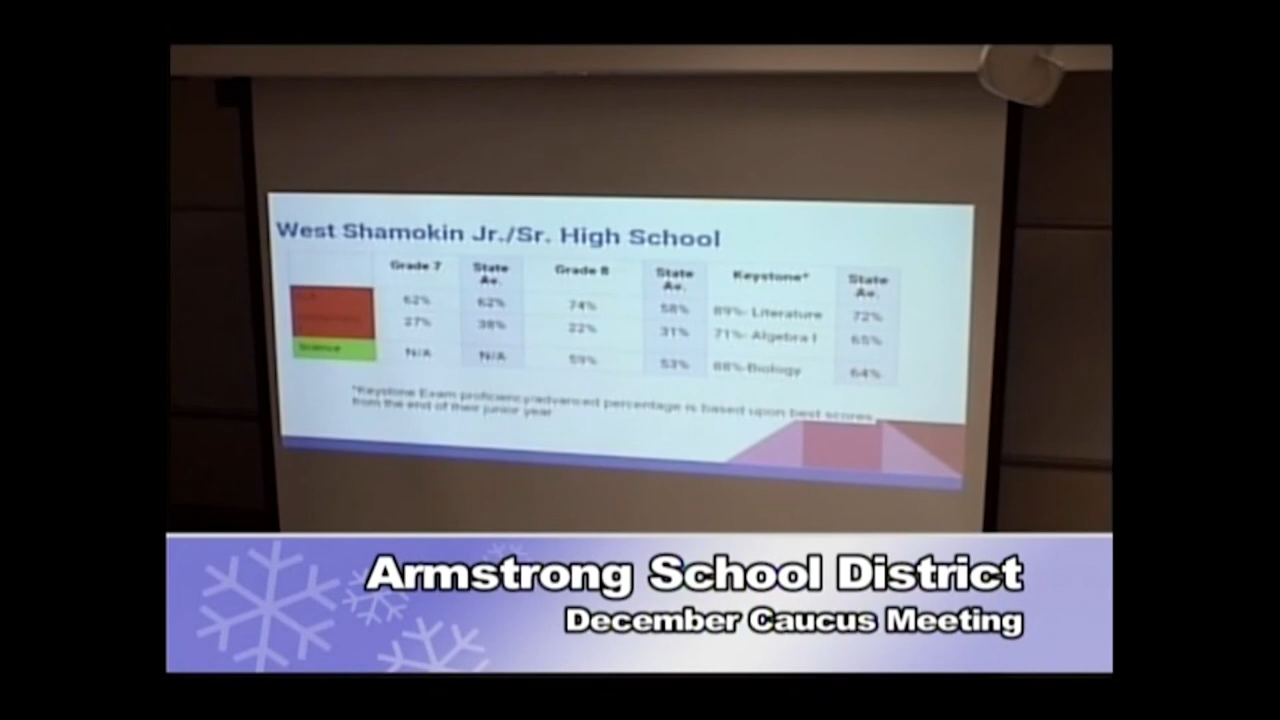 West Shamokin Jr./Sr. High School
Grade 7 State Av. Grade 8 State Av. Keystone* State Av.
62% 62% 74% 58% 89%- Literature 72%
27% 38% 22% 31% 71%- Algebra I 65%
Science N/A N/A 59% 53% 88%-Biology 64%
*Keystone Exam proficiency/advanced percentage is based upon best scores
from the end of their junior year
Armstrong School District
December Caucus Meeting